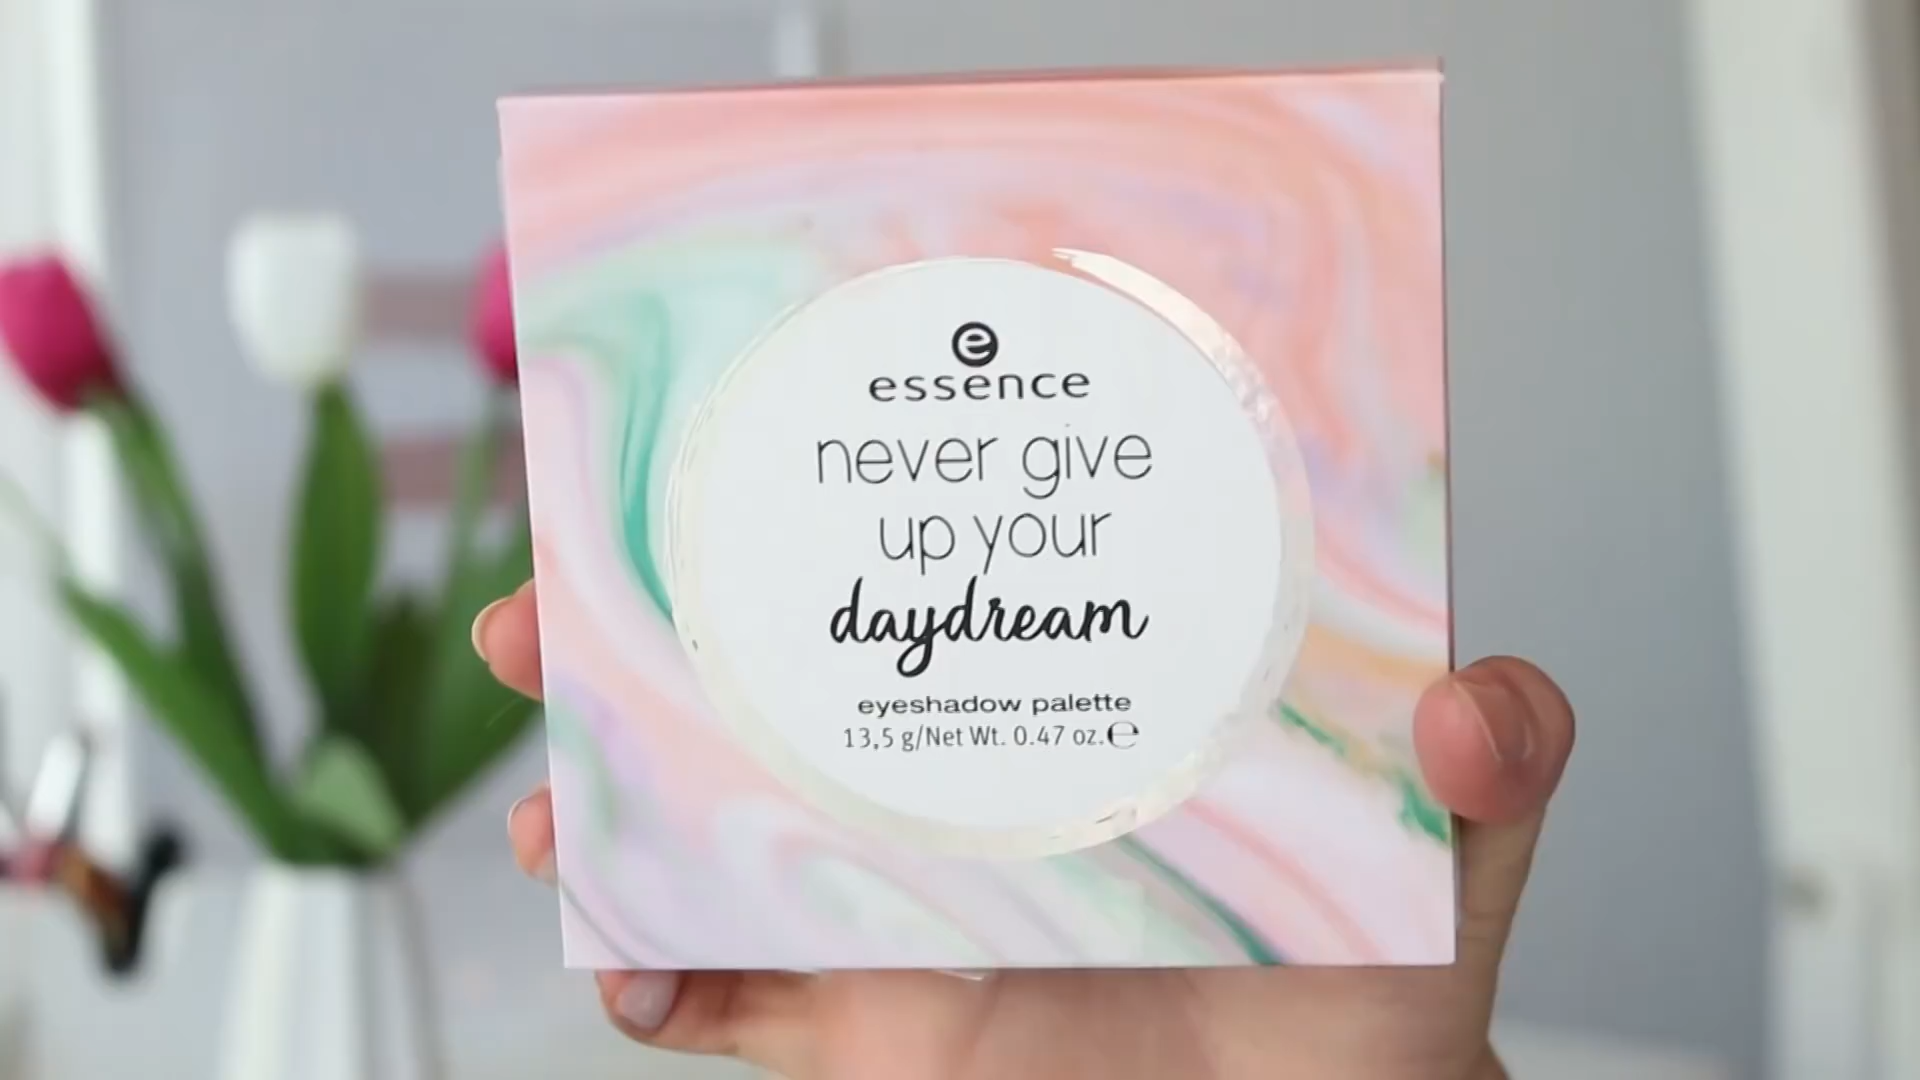 e
essence
never give
up your
daydream
eyeshadow palette
13,5 g/Net Wt. 0.47 oz.℮